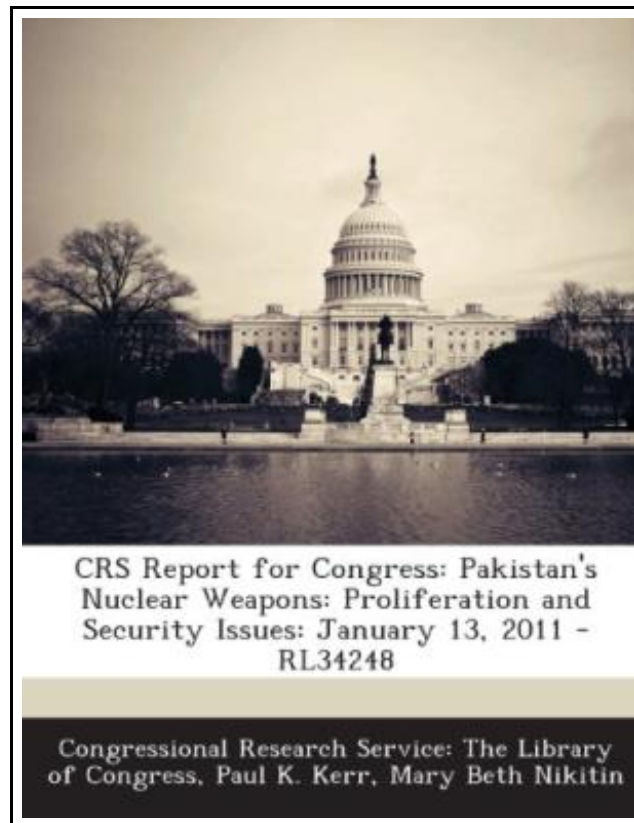 CRS Report for Congress: Pakistan's
Nuclear Weapons: Proliferation and
Security Issues: January 13, 2011 -
RL34248
Congressional Research Service: The Library
of Congress, Paul K. Kerr, Mary Beth Nikitin